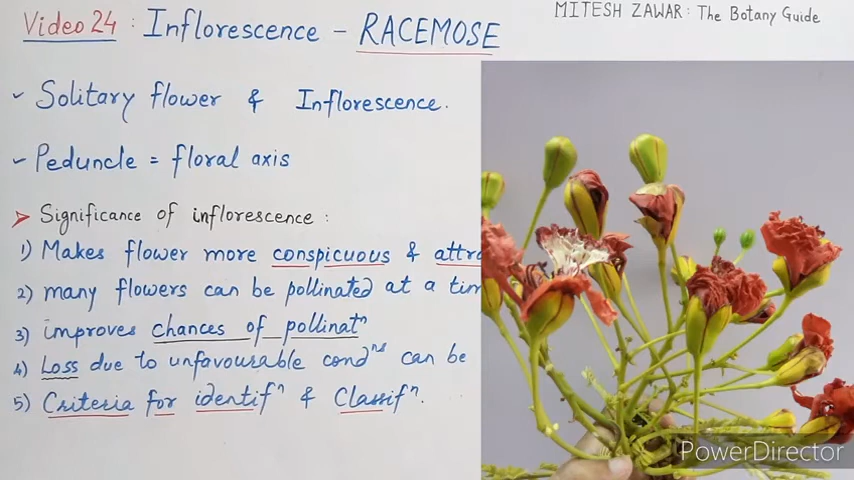 Video 24 : Inflorescence - RACEMOSE
MITESH ZAWAR: The Botany Guide
✓ Solitary flower & Inflorescence.
✓ Peduncle = floral axis
➤ Significance of inflorescence :
1) Makes flower more conspicuous & attra
2) many flowers can be pollinated at a tim
3) improves chances of pollinatⁿ
4) Loss due to unfavourable condⁿˢ can be
5) Criteria for identifⁿ & Classifⁿ.
PowerDirector